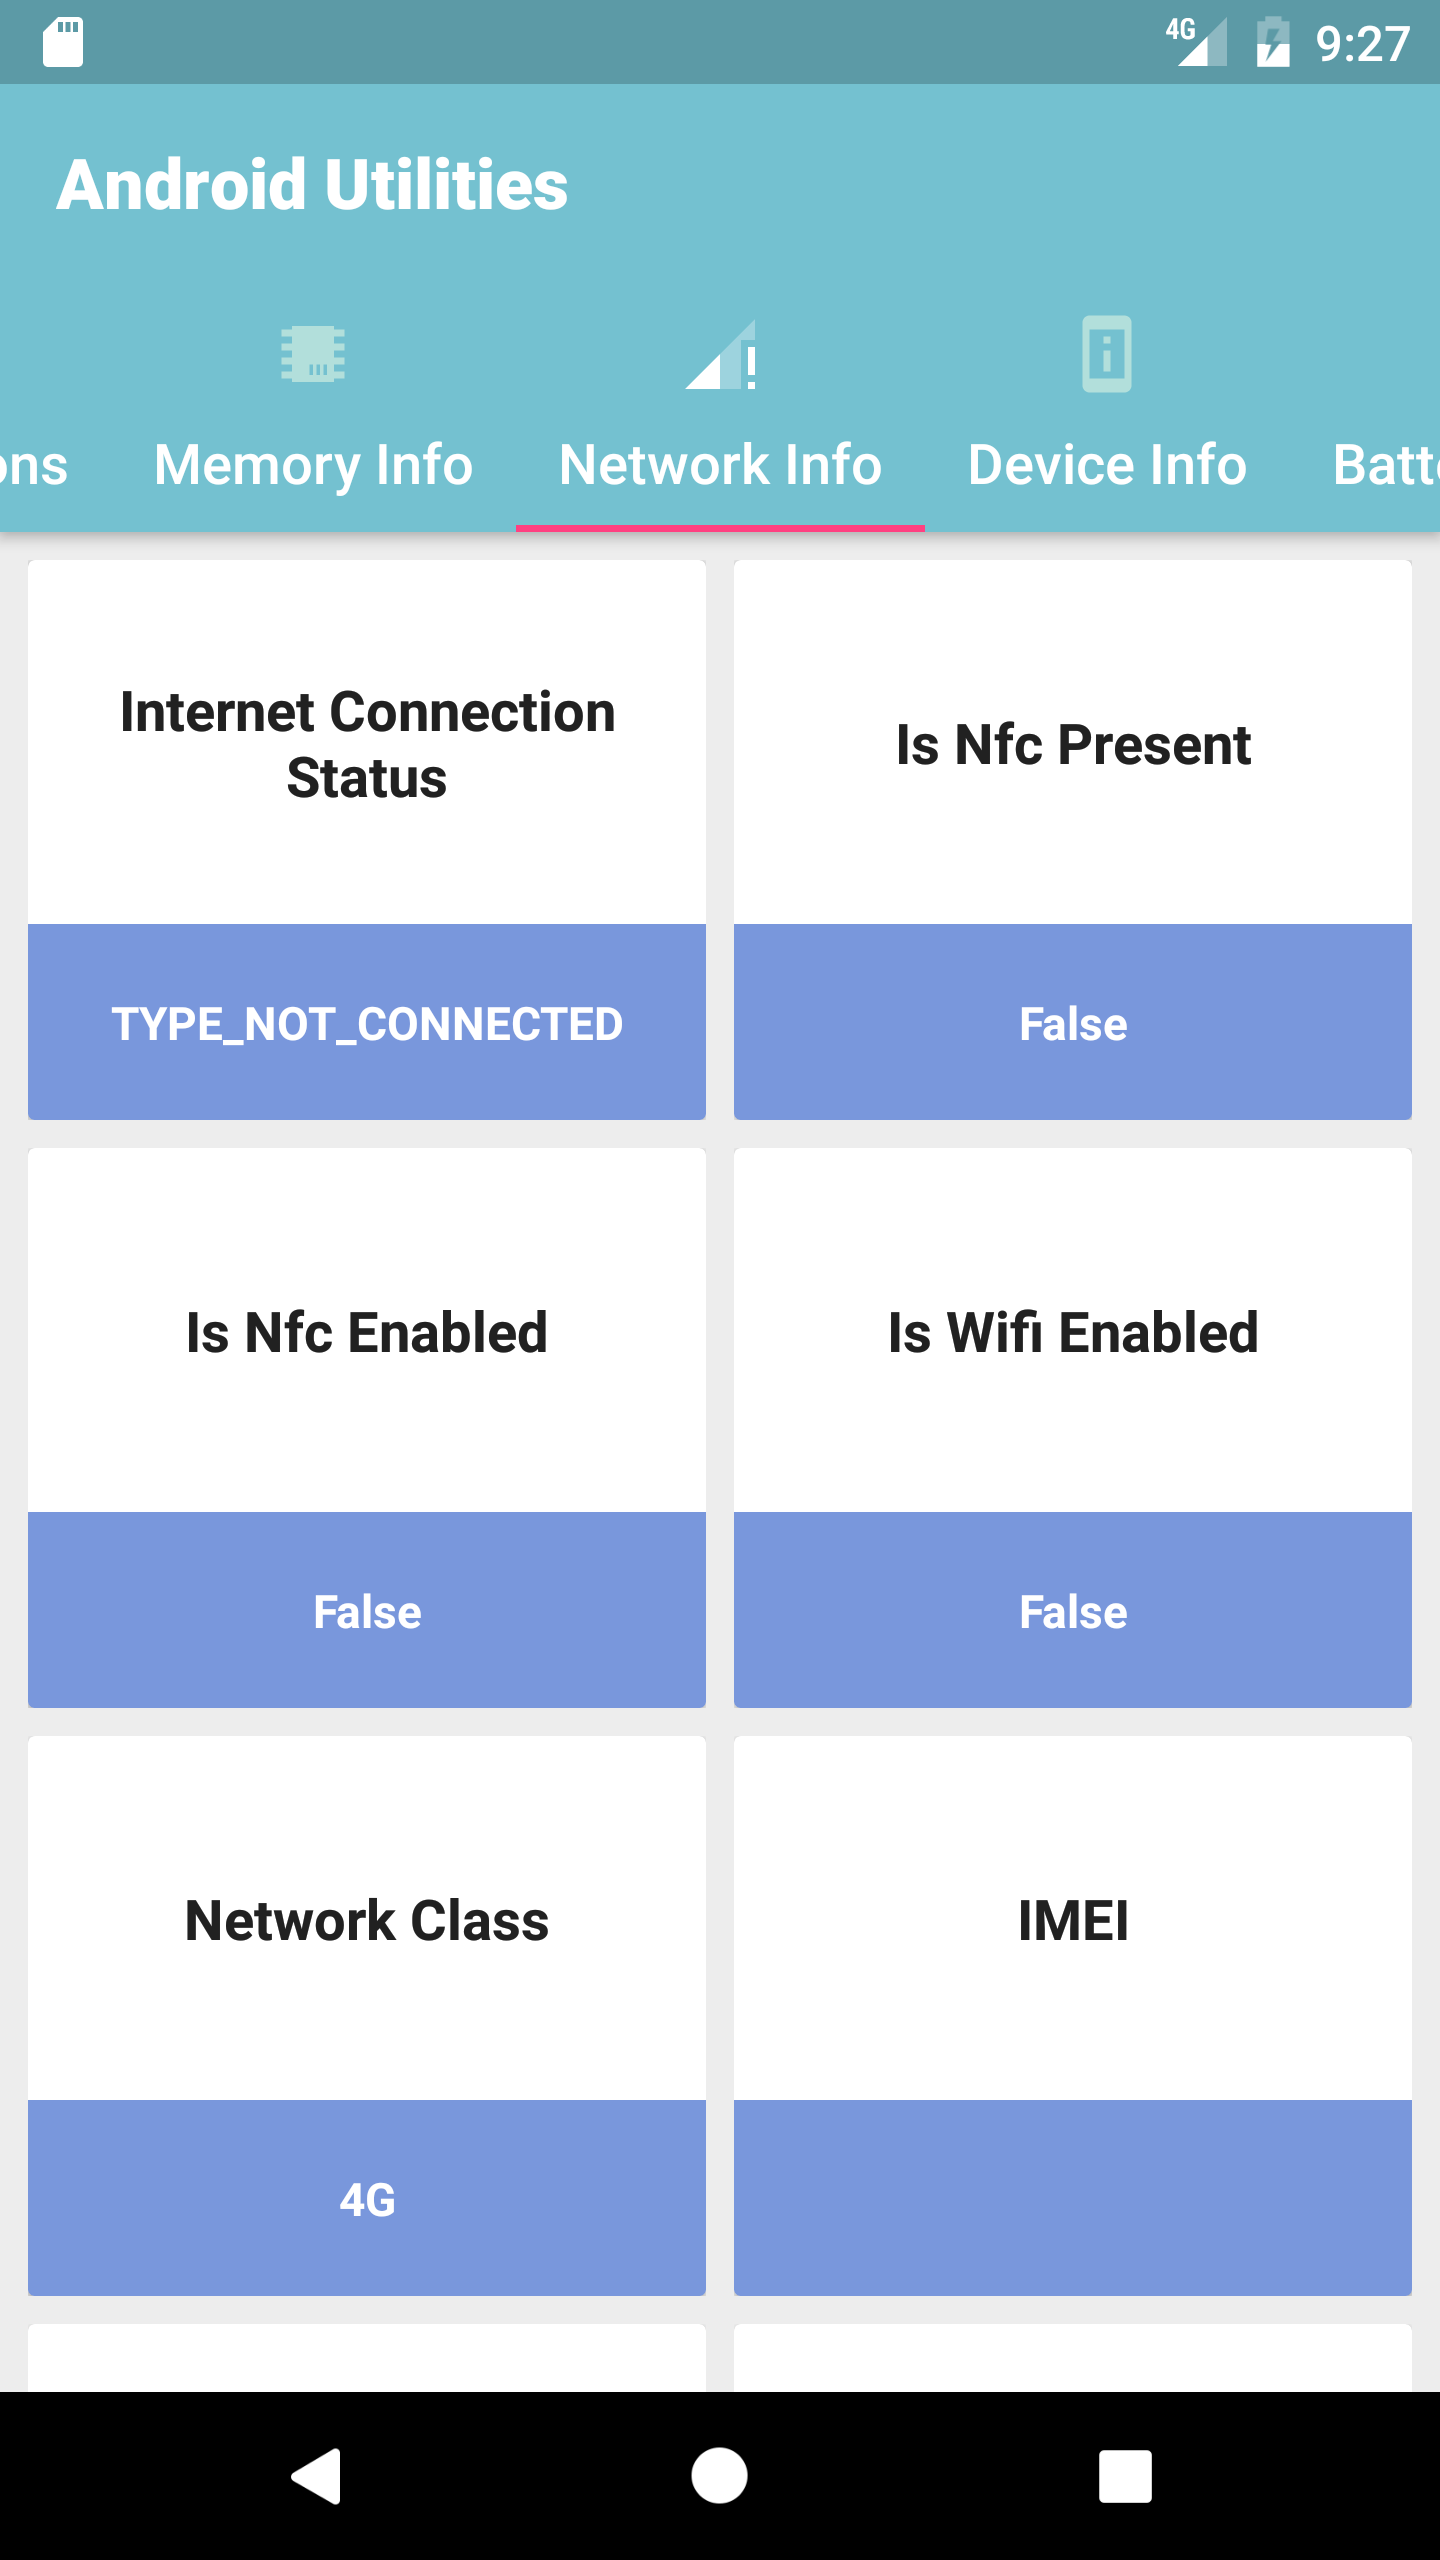 4G 9:27
Android Utilities
ons Memory Info Network Info Device Info Batt
Internet Connection
Status
Is Nfc Present
TYPE_NOT_CONNECTED
False
Is Nfc Enabled
Is Wifi Enabled
False
False
Network Class
IMEI
4G